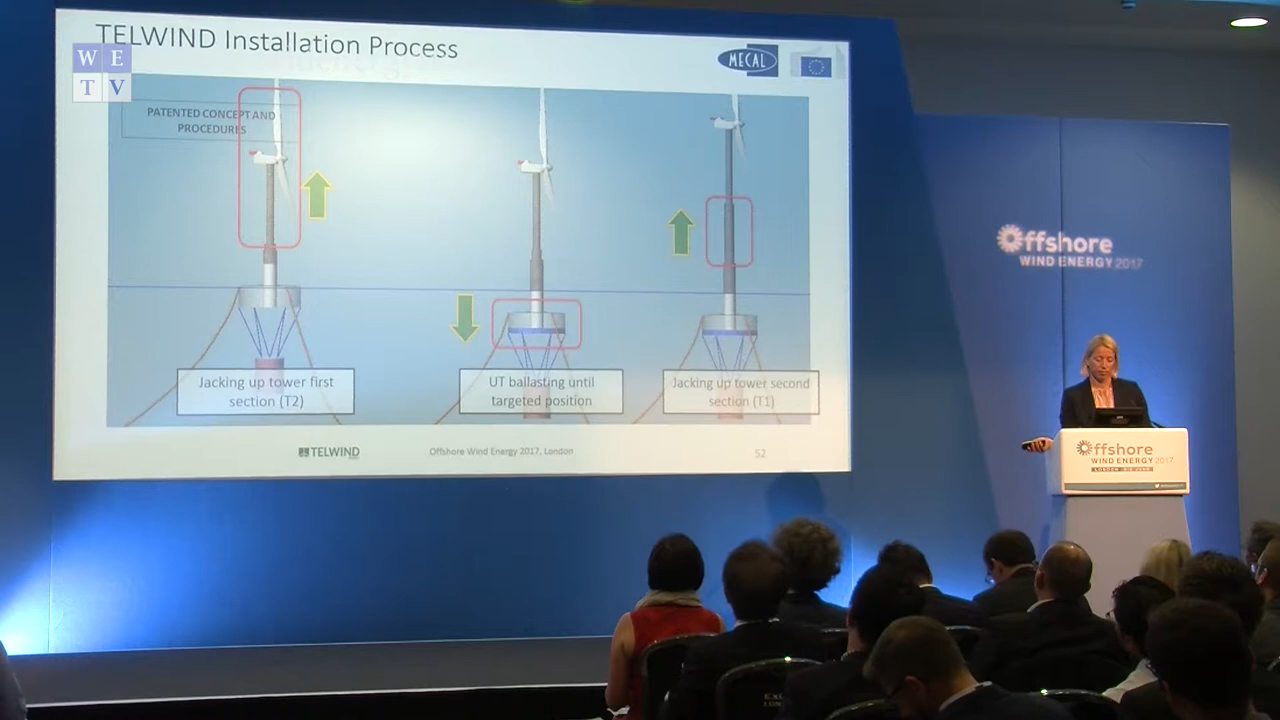 TELWIND Installation Process
W E
T V
MECAL
PATENTED CONCEPT AND
PROCEDURES
Jacking up tower first
section (T2)
UT ballasting until
targeted position
Jacking up tower second
section (T1)
TELWIND
Offshore Wind Energy 2017, London
52
Offshore
WIND ENERGY 2017
Offshore
WIND ENERGY 2017